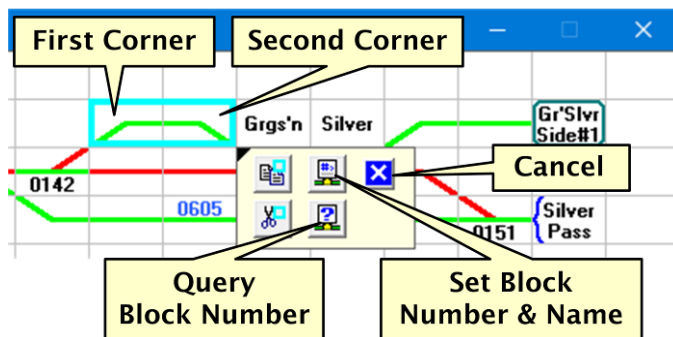 First Corner
Second Corner
Grgs'n Silver
Gr'Slvr
Side#1
0142
0605
Cancel
0151
Silver
Pass
Query
Block Number
Set Block
Number & Name